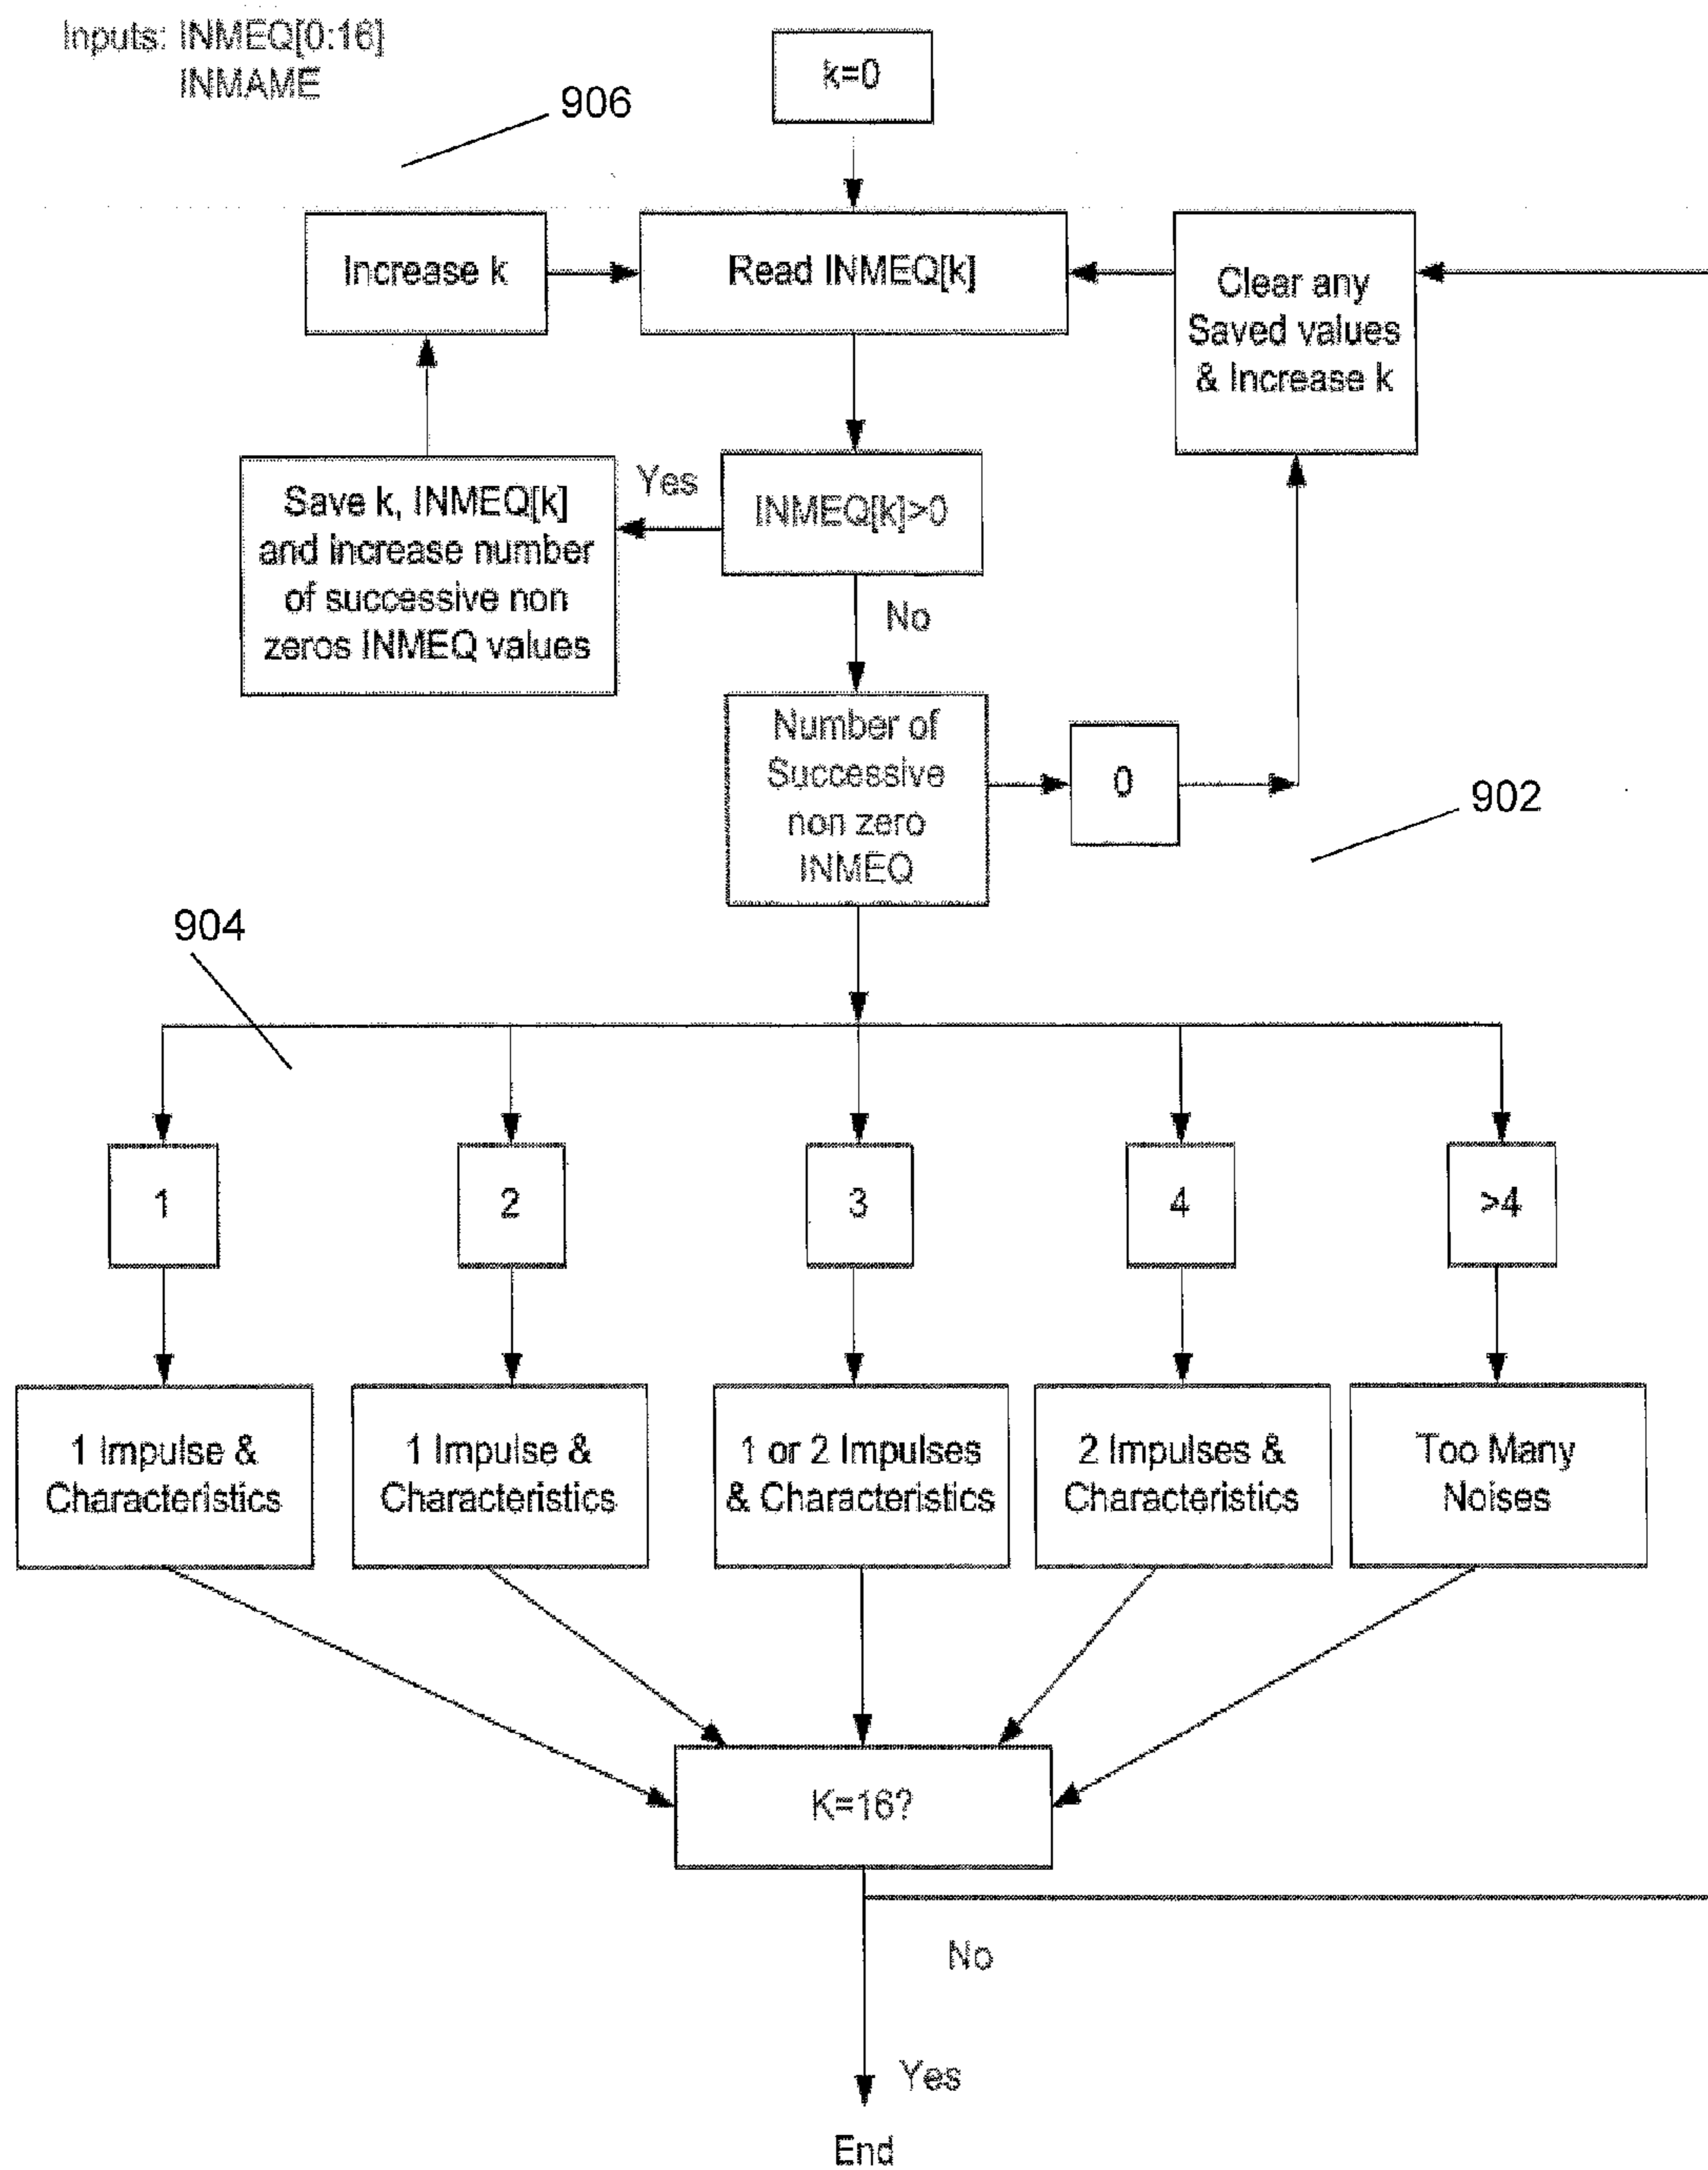 Inputs: INMEQ[0:16]
INMAME
k=0
906
Increase k
Read INMEQ[k]
Clear any
Saved values
& Increase k
Save k, INMEQ[k]
and increase number
of successive non
zeros INMEQ values
Yes
INMEQ[k]>0
No
Number of
Successive
non zero
INMEQ
0
902
904
1
2
3
4
>4
1 Impulse &
Characteristics
1 Impulse &
Characteristics
1 or 2 Impulses
& Characteristics
2 Impulses &
Characteristics
Too Many
Noises
K=16?
No
Yes
End